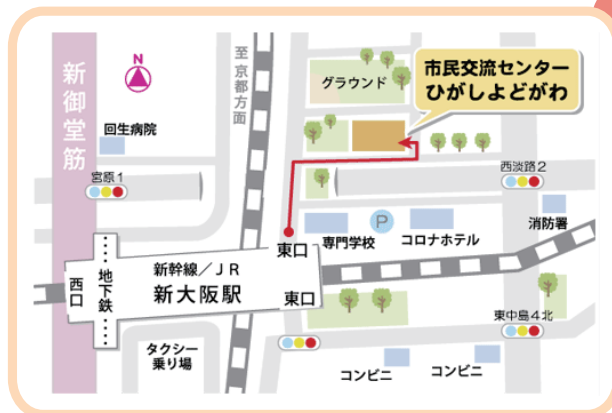 新御堂筋
N
至京都方面
グラウンド
市民交流センター
ひがしよどがわ
回生病院
宮原1
西淡路2
消防署
P
専門学校
コロナホテル
東口
新幹線/JR
新大阪駅
西口
地下鉄
東口
東中島4北
タクシー
乗り場
コンビニ
コンビニ